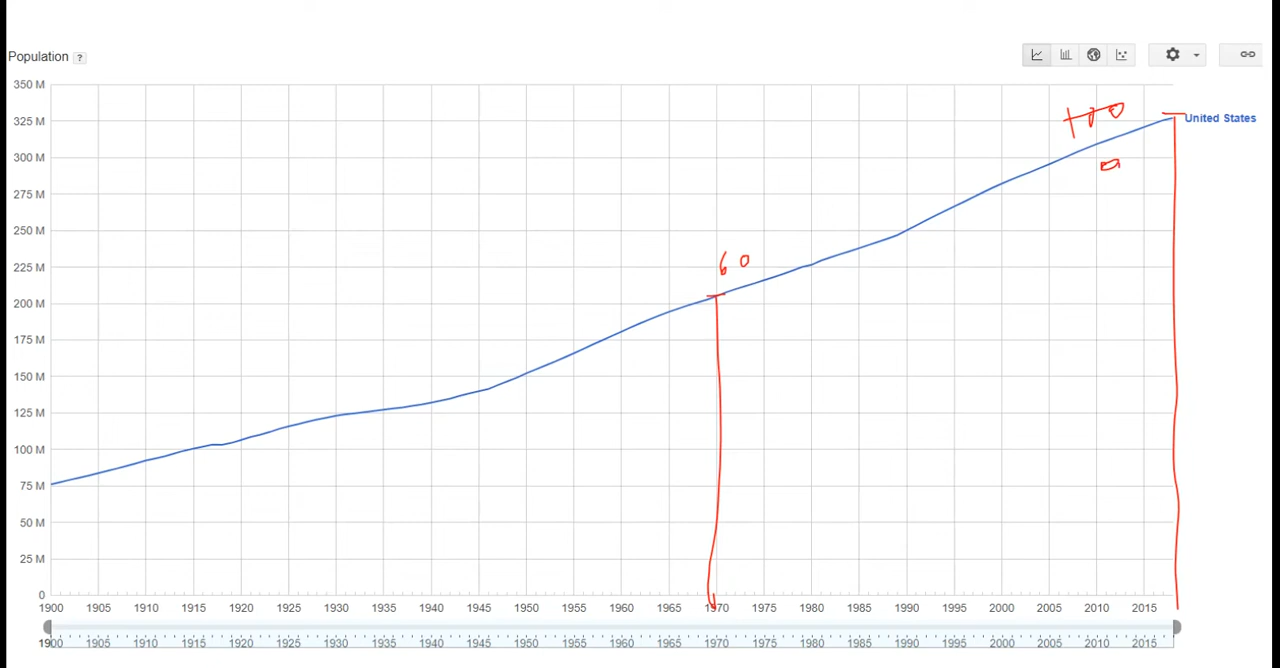 Population ?
350 M
325 M
300 M
275 M
250 M
225 M
200 M
175 M
150 M
125 M
100 M
75 M
50 M
25 M
0
United States
100
60
1900 1905 1910 1915 1920 1925 1930 1935 1940 1945 1950 1955 1960 1965 1970 1975 1980 1985 1990 1995 2000 2005 2010 2015
1900 1905 1910 1915 1920 1925 1930 1935 1940 1945 1950 1955 1960 1965 1970 1975 1980 1985 1990 1995 2000 2005 2010 2015